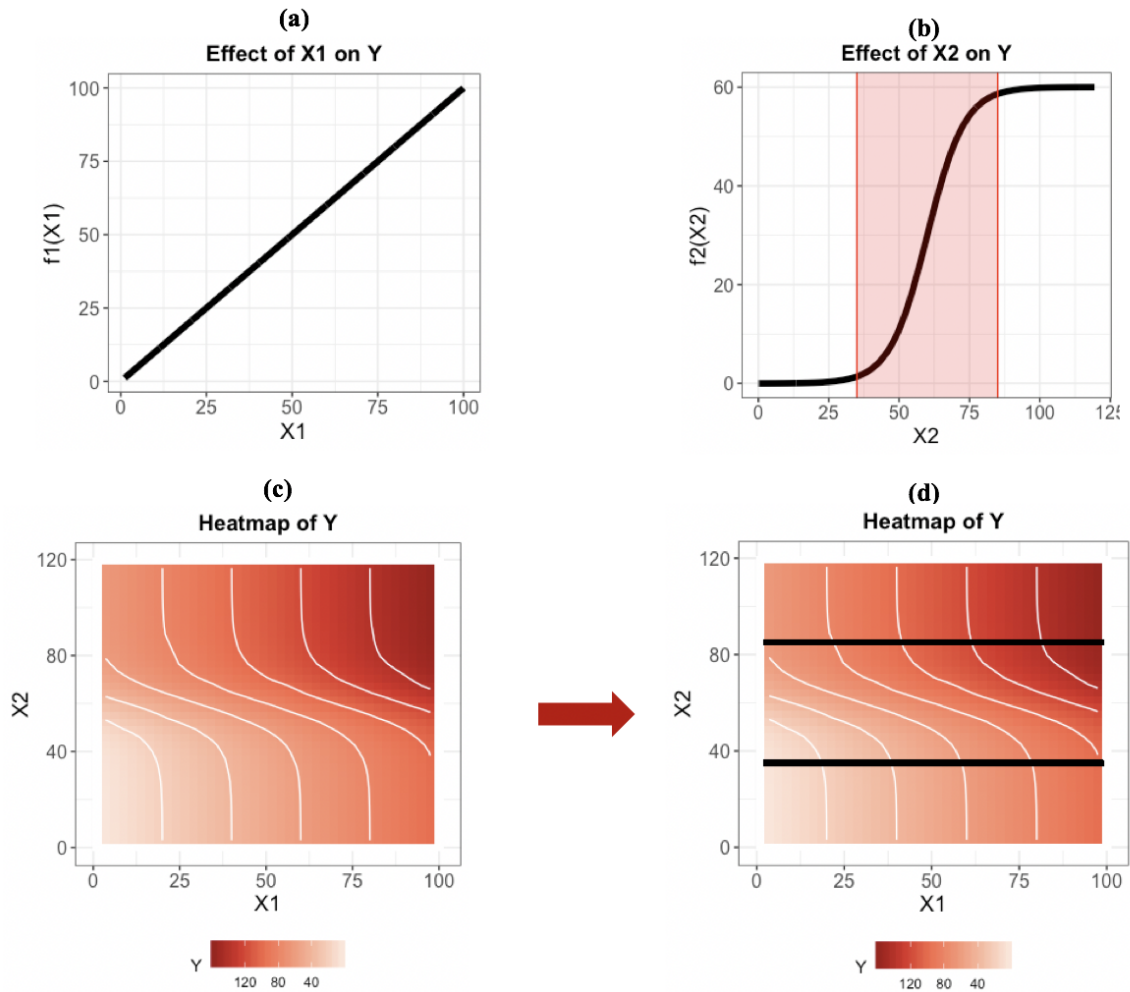 (a)
Effect of X1 on Y
f1(X1)
100
75
50
25
0
0 25 50 75 100
X1
(b)
Effect of X2 on Y
f2(X2)
60
40
20
0
0 25 50 75 100 125
X2
(c)
Heatmap of Y
X2
120
80
40
0
0 25 50 75 100
X1
Y
120 80 40
(d)
Heatmap of Y
X2
120
80
40
0
0 25 50 75 100
X1
Y
120 80 40